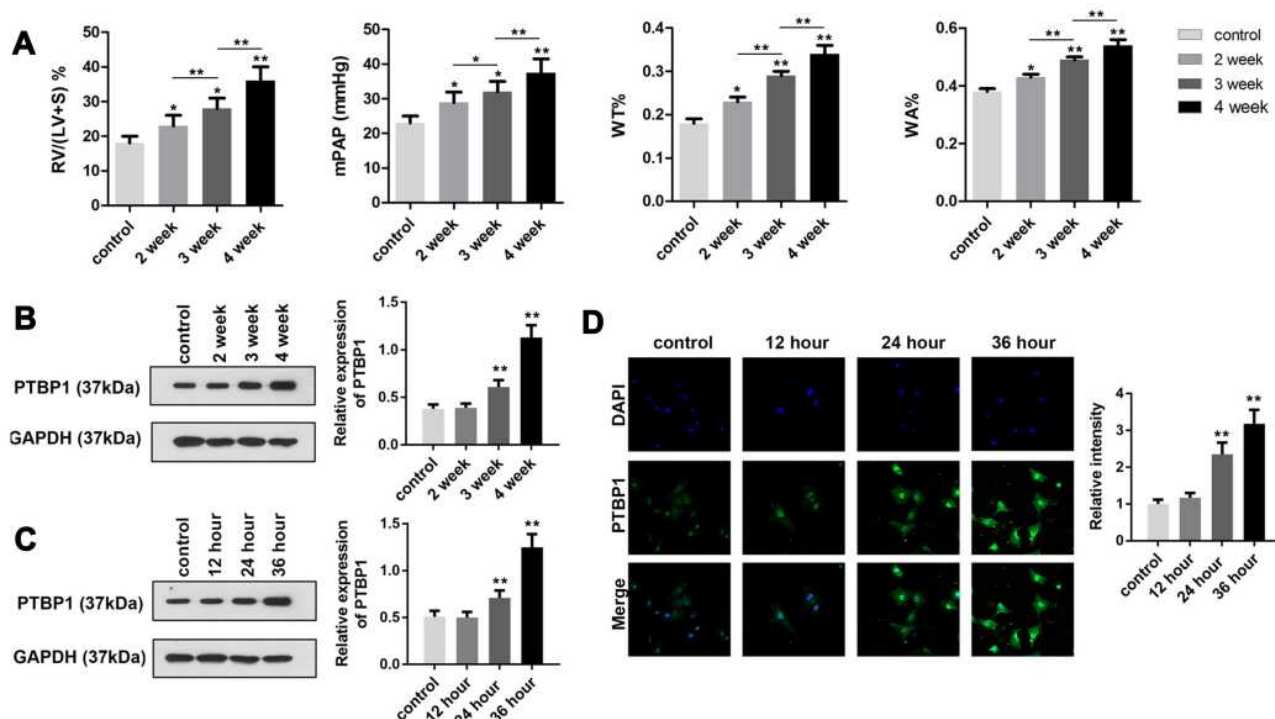 A
RV/(LV+S) %
50
40
30
20
10
0
**
**
*
*
**
control
2 week
3 week
4 week
mPAP (mmHg)
50
40
30
20
10
0
**
*
*
*
**
control
2 week
3 week
4 week
WT%
0.4
0.3
0.2
0.1
0.0
**
**
*
**
**
control
2 week
3 week
4 week
WA%
0.6
0.4
0.2
0.0
**
**
*
**
**
control
2 week
3 week
4 week
control
2 week
3 week
4 week
B
control
2 week
3 week
4 week
PTBP1 (37kDa)
GAPDH (37kDa)
Relative expression
of PTBP1
1.5
1.0
0.5
0.0
**
**
control
2 week
3 week
4 week
C
control
12 hour
24 hour
36 hour
PTBP1 (37kDa)
GAPDH (37kDa)
Relative expression
of PTBP1
1.5
1.0
0.5
0.0
**
**
control
12 hour
24 hour
36 hour
D
control
12 hour
24 hour
36 hour
DAPI
PTBP1
Merge
Relative intensity
4
3
2
1
0
**
**
control
12 hour
24 hour
36 hour